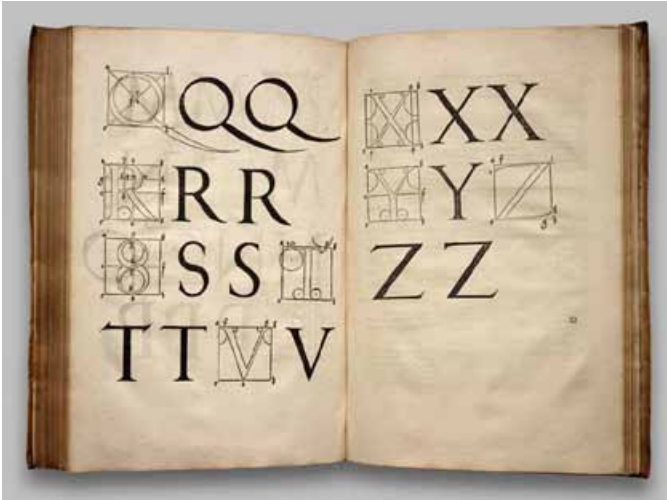 Q Q Q
R R R
S S S T
T T V V
X X X
Y Y Z
Z Z